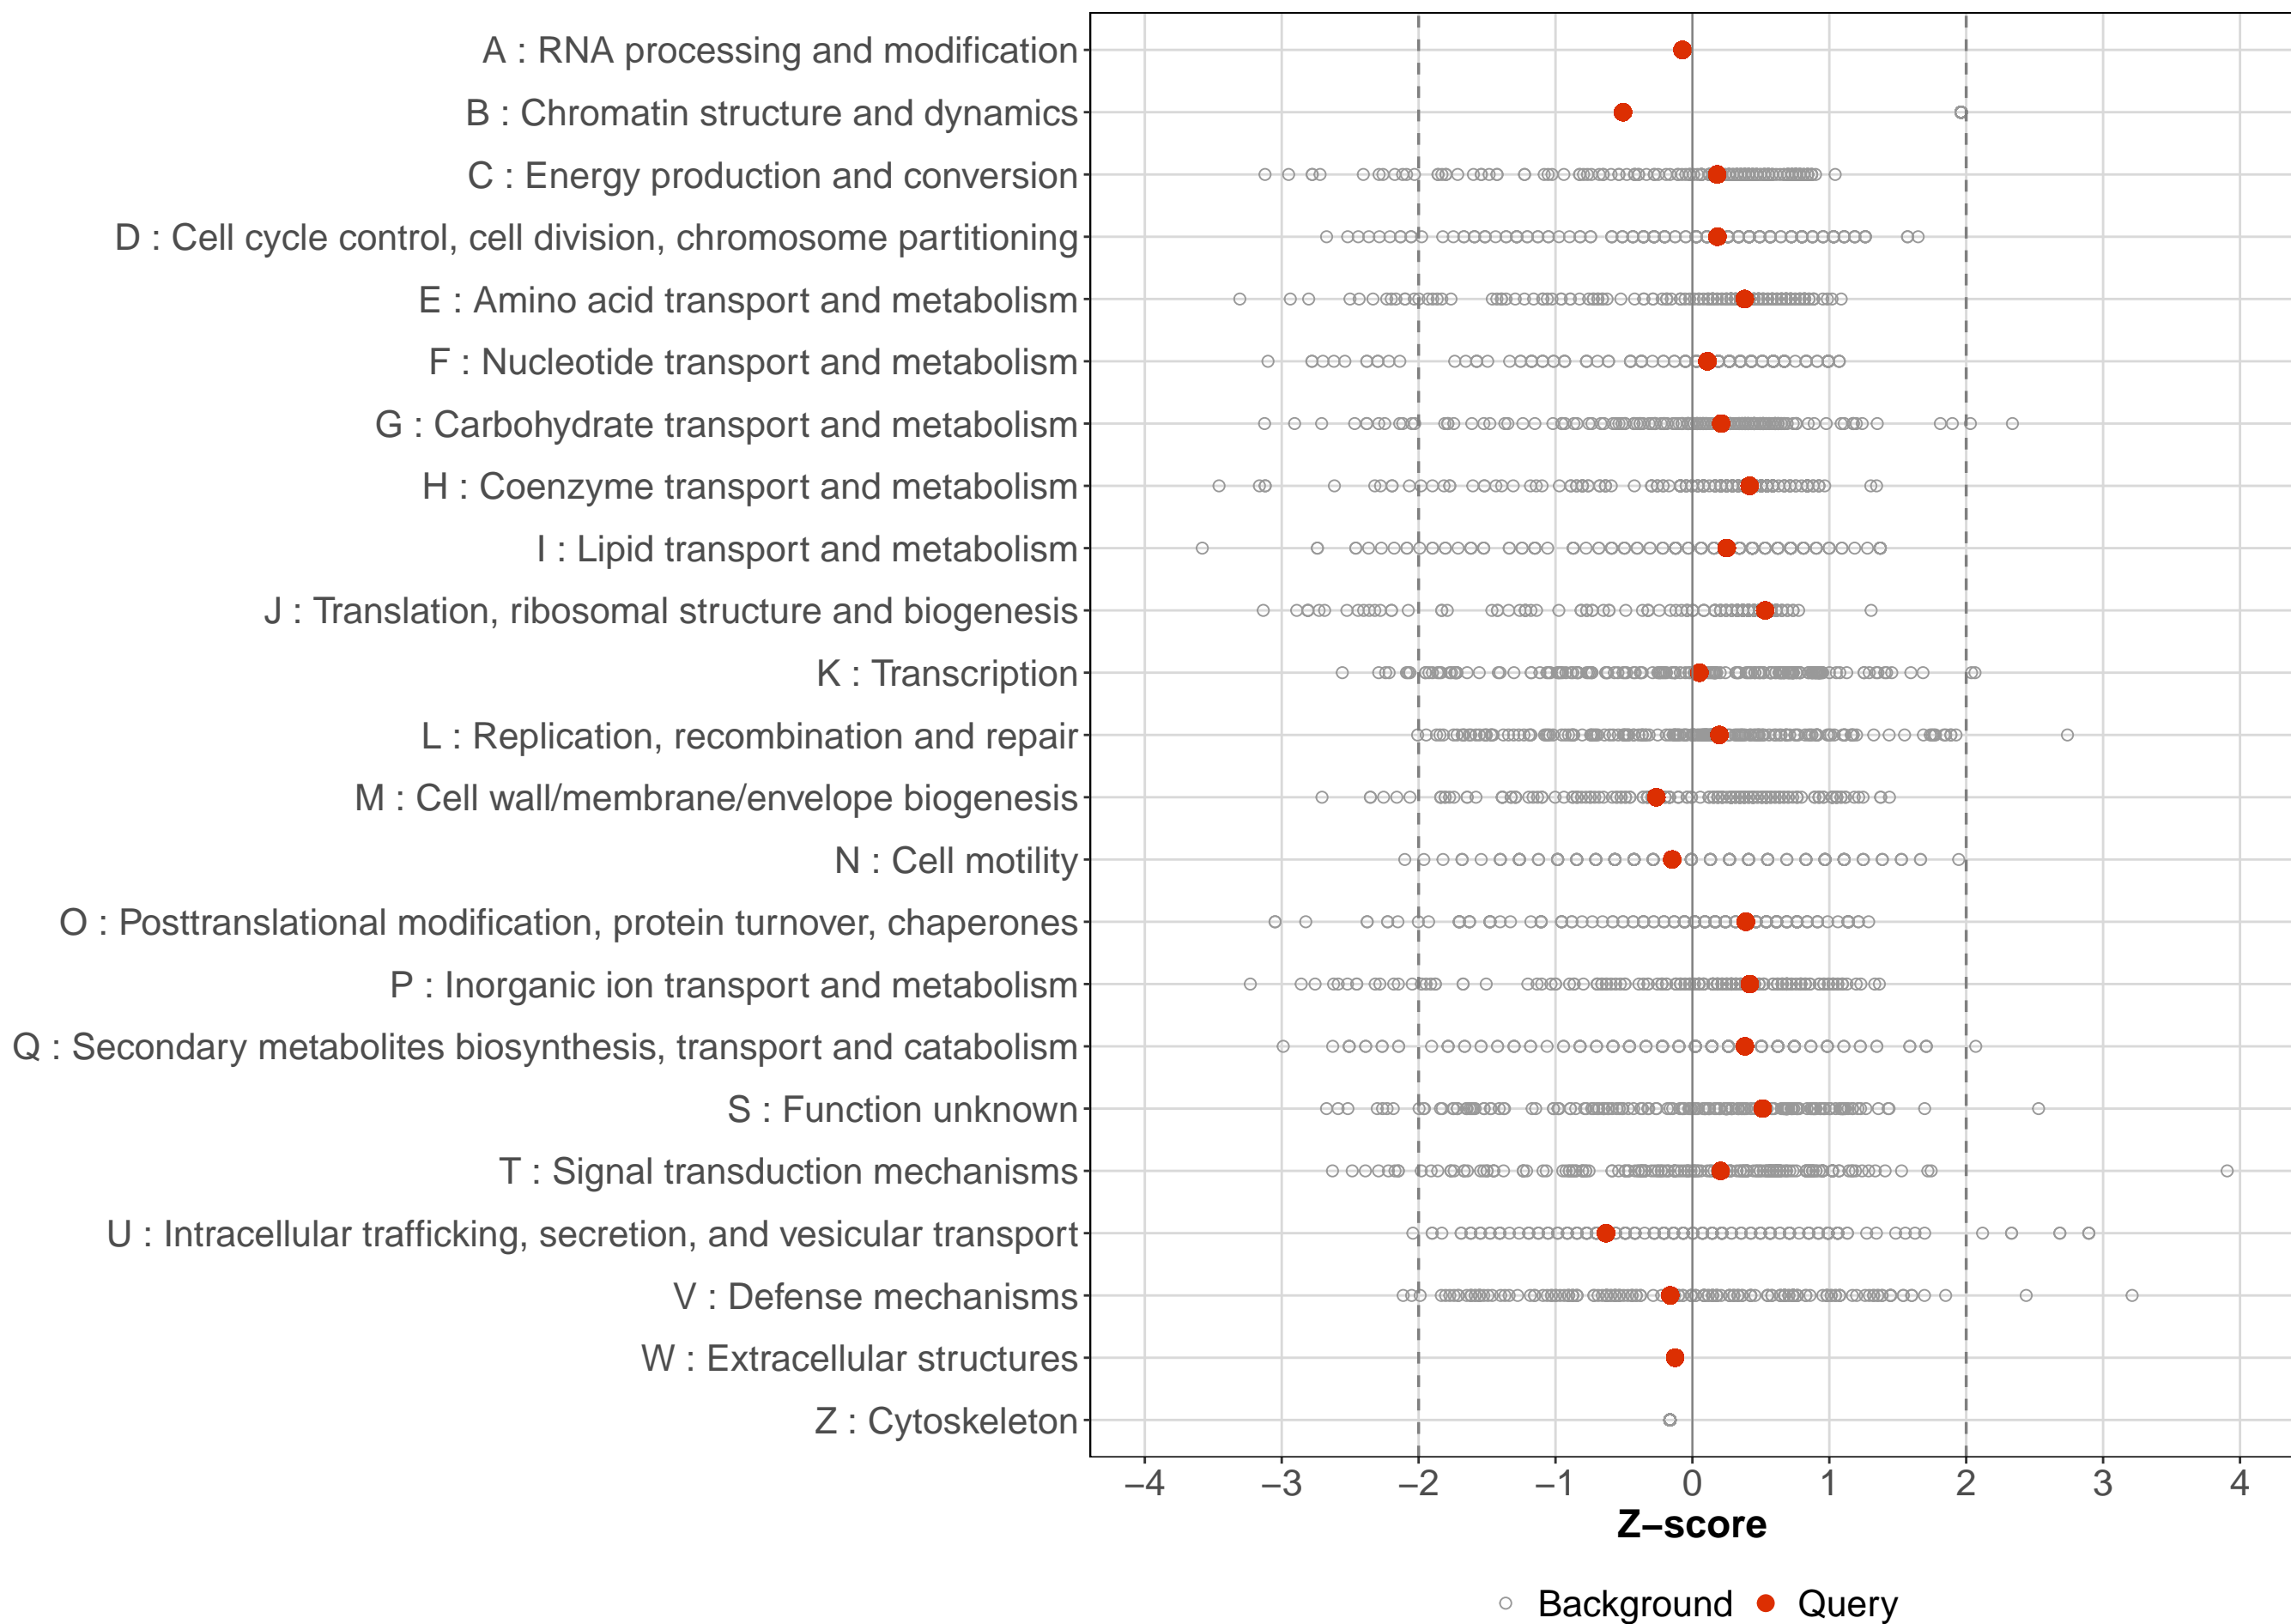 A : RNA processing and modification
B : Chromatin structure and dynamics
C : Energy production and conversion
D : Cell cycle control, cell division, chromosome partitioning
E : Amino acid transport and metabolism
F : Nucleotide transport and metabolism
G : Carbohydrate transport and metabolism
H : Coenzyme transport and metabolism
I : Lipid transport and metabolism
J : Translation, ribosomal structure and biogenesis
K : Transcription
L : Replication, recombination and repair
M : Cell wall/membrane/envelope biogenesis
N : Cell motility
O : Posttranslational modification, protein turnover, chaperones
P : Inorganic ion transport and metabolism
Q : Secondary metabolites biosynthesis, transport and catabolism
S : Function unknown
T : Signal transduction mechanisms
U : Intracellular trafficking, secretion, and vesicular transport
V : Defense mechanisms
W : Extracellular structures
Z : Cytoskeleton
−4 −3 −2 −1 0 1 2 3 4
Z−score
Background Query